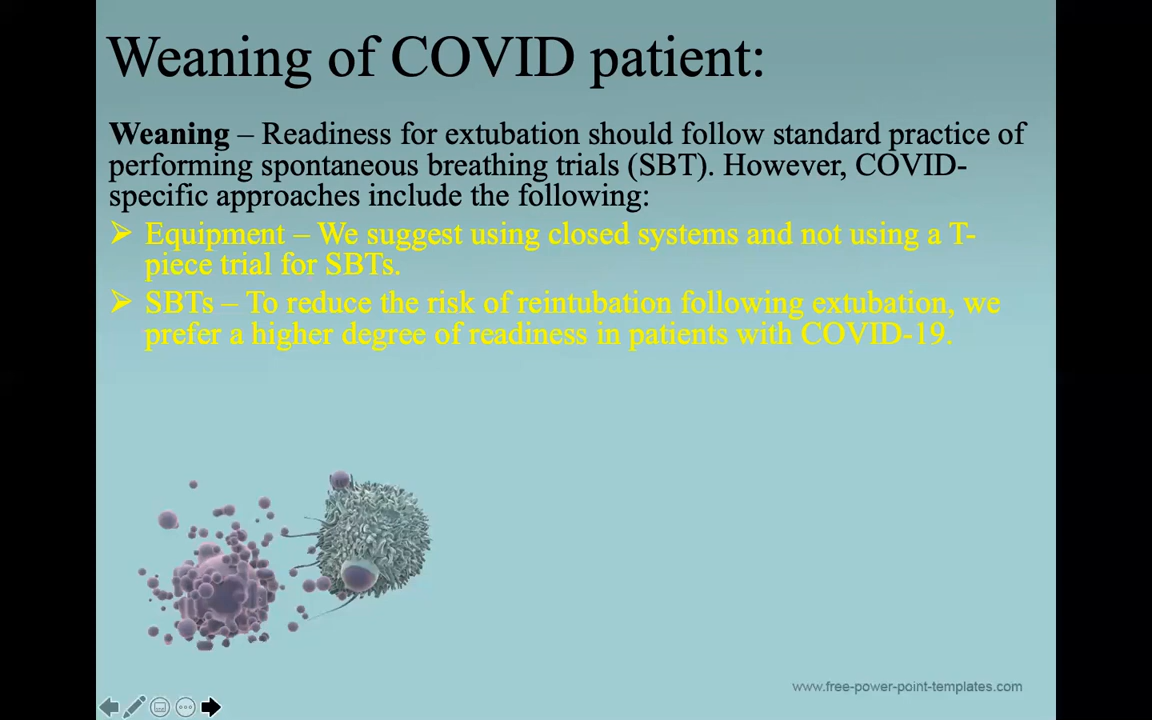 Weaning of COVID patient:
Weaning – Readiness for extubation should follow standard practice of
performing spontaneous breathing trials (SBT). However, COVID-
specific approaches include the following:
➢ Equipment – We suggest using closed systems and not using a T-
piece trial for SBTs.
➢ SBTs – To reduce the risk of reintubation following extubation, we
prefer a higher degree of readiness in patients with COVID-19.
www.free-power-point-templates.com